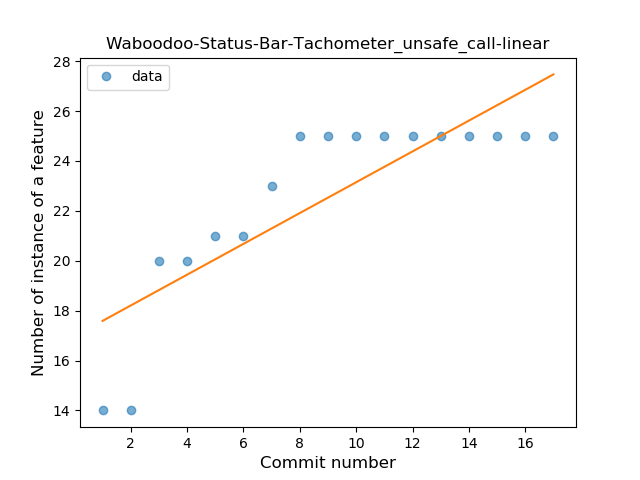 Waboodoo-Status-Bar-Tachometer_unsafe_call-linear
data
Number of instance of a feature
28
26
24
22
20
18
16
14
2 4 6 8 10 12 14 16
Commit number